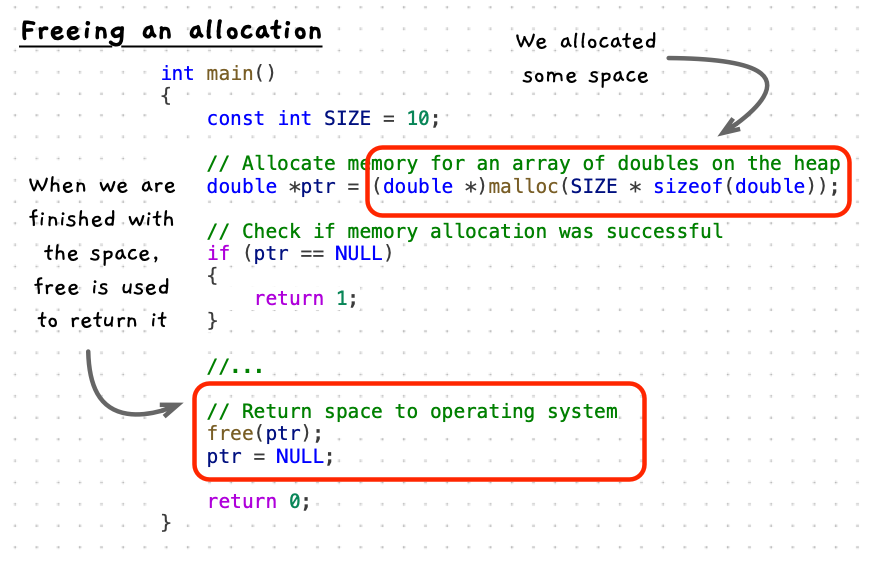 Freeing an allocation
We allocated
some space
int main()
{
const int SIZE = 10;
// Allocate memory for an array of doubles on the heap
double *ptr = (double *)malloc(SIZE * sizeof(double));
// Check if memory allocation was successful
if (ptr == NULL)
{
return 1;
}
//...
// Return space to operating system
free(ptr);
ptr = NULL;
return 0;
}
When we are
finished with
the space,
free is used
to return it